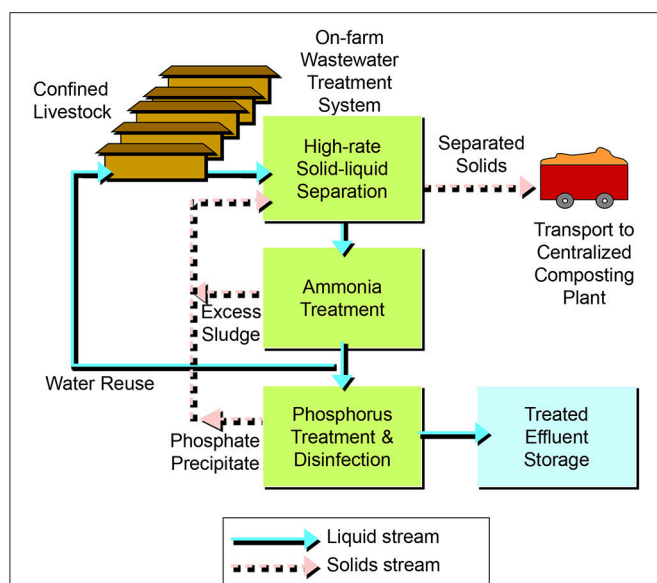 On-farm
Wastewater
Treatment
System
Confined
Livestock
High-rate
Solid-liquid
Separation
Separated
Solids
Transport to
Centralized
Composting
Plant
Ammonia
Treatment
Excess
Sludge
Water Reuse
Phosphorus
Treatment &
Disinfection
Phosphate
Precipitate
Treated
Effluent
Storage
Liquid stream
Solids stream